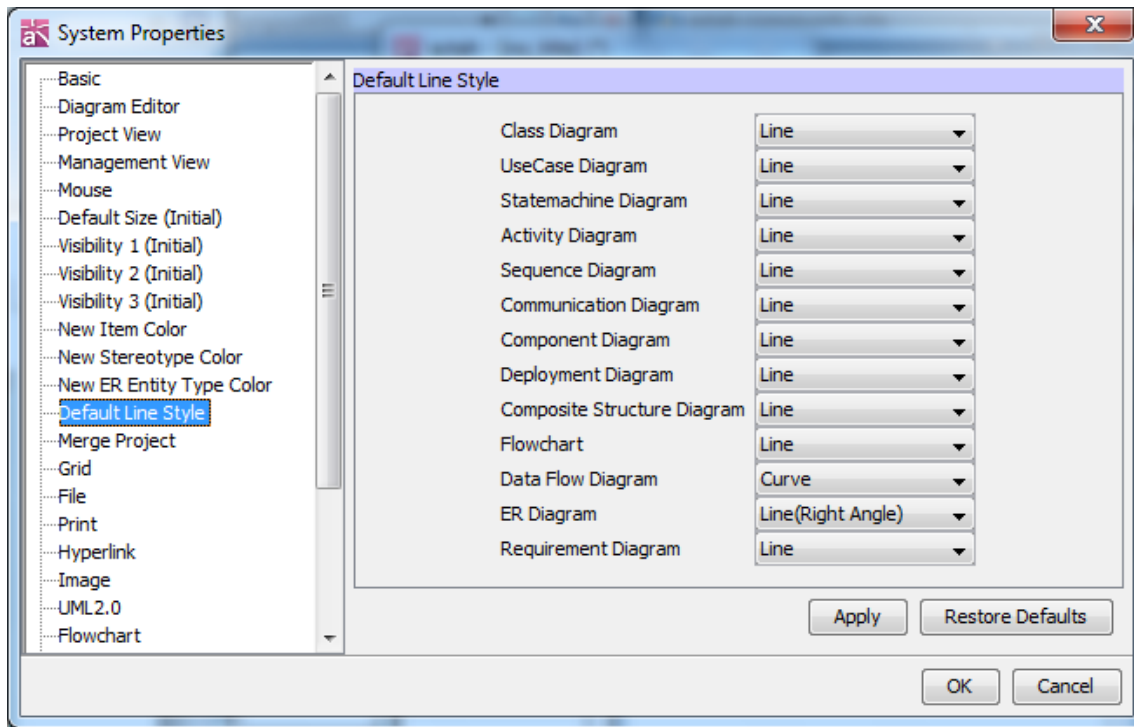 System Properties
Basic
Diagram Editor
Project View
Management View
Mouse
Default Size (Initial)
Visibility 1 (Initial)
Visibility 2 (Initial)
Visibility 3 (Initial)
New Item Color
New Stereotype Color
New ER Entity Type Color
Default Line Style
Merge Project
Grid
File
Print
Hyperlink
Image
UML2.0
Flowchart
Default Line Style
Class Diagram Line
UseCase Diagram Line
Statemachine Diagram Line
Activity Diagram Line
Sequence Diagram Line
Communication Diagram Line
Component Diagram Line
Deployment Diagram Line
Composite Structure Diagram Line
Flowchart Line
Data Flow Diagram Curve
ER Diagram Line(Right Angle)
Requirement Diagram Line
Apply Restore Defaults
OK Cancel